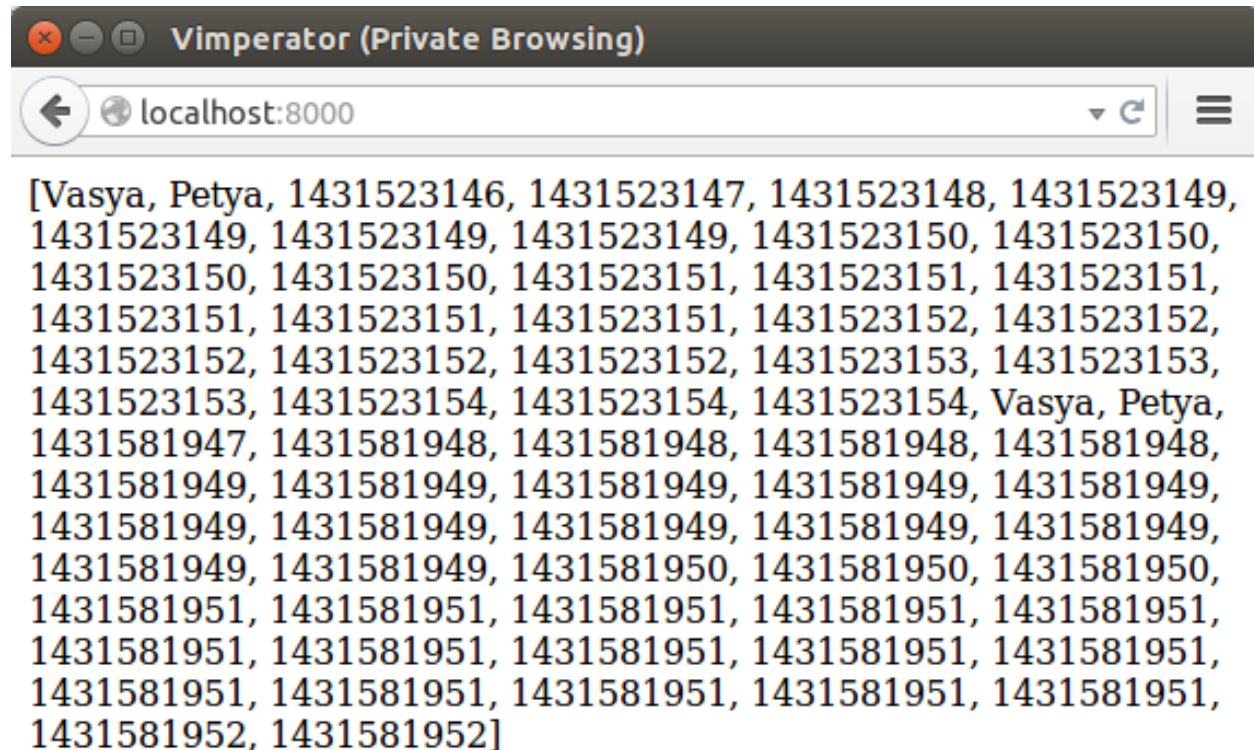 Vimperator (Private Browsing)
localhost:8000
[Vasya, Petya, 1431523146, 1431523147, 1431523148, 1431523149,
1431523149, 1431523149, 1431523149, 1431523150, 1431523150,
1431523150, 1431523150, 1431523151, 1431523151, 1431523151,
1431523151, 1431523151, 1431523151, 1431523152, 1431523152,
1431523152, 1431523152, 1431523152, 1431523153, 1431523153,
1431523153, 1431523154, 1431523154, 1431523154, Vasya, Petya,
1431581947, 1431581948, 1431581948, 1431581948, 1431581948,
1431581949, 1431581949, 1431581949, 1431581949, 1431581949,
1431581949, 1431581949, 1431581949, 1431581949, 1431581949,
1431581949, 1431581949, 1431581950, 1431581950, 1431581950,
1431581951, 1431581951, 1431581951, 1431581951, 1431581951,
1431581951, 1431581951, 1431581951, 1431581951, 1431581951,
1431581951, 1431581951, 1431581951, 1431581951, 1431581951,
1431581952, 1431581952]